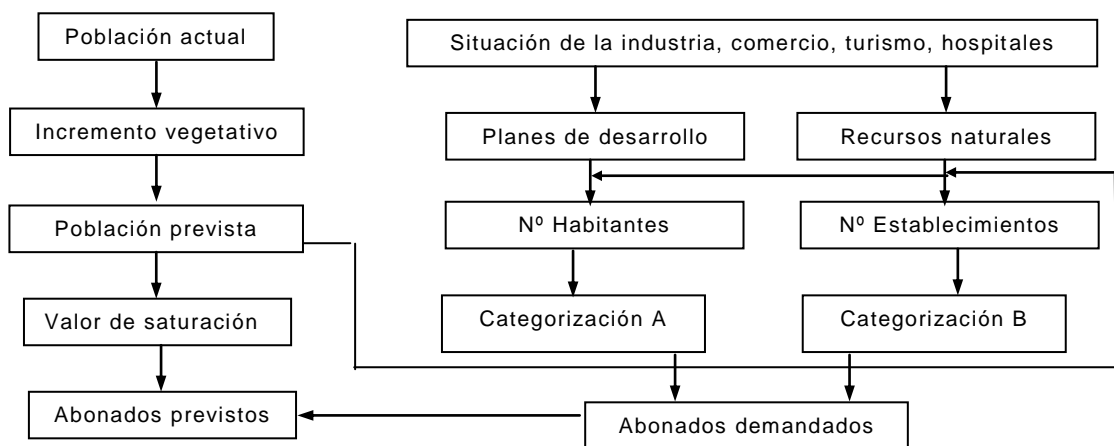 Población actual
Situación de la industria, comercio, turismo, hospitales
Incremento vegetativo
Planes de desarrollo
Recursos naturales
Población prevista
Nº Habitantes
Nº Establecimientos
Valor de saturación
Categorización A
Categorización B
Abonados previstos
Abonados demandados